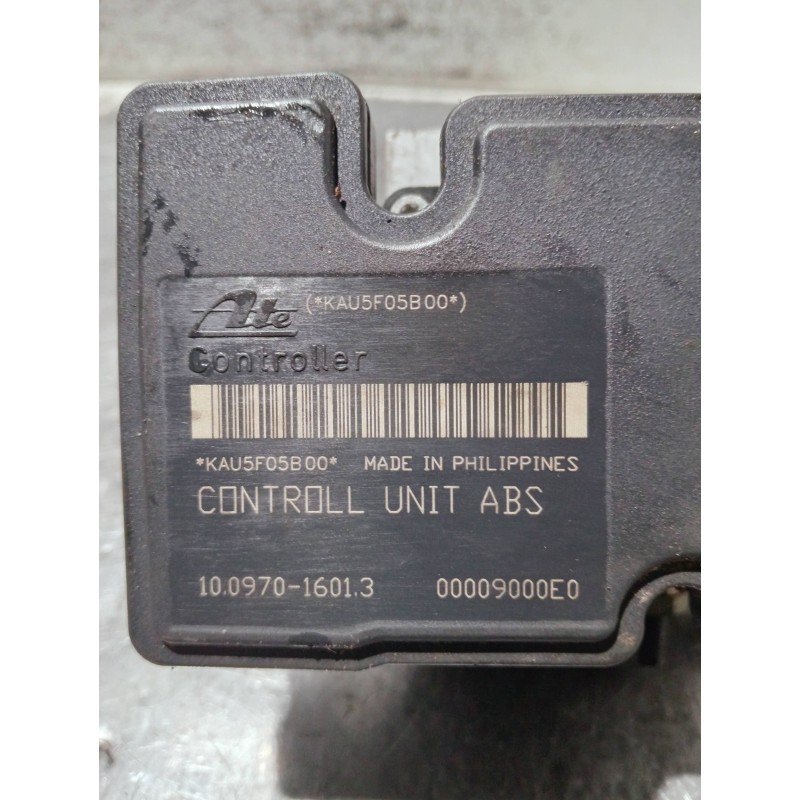 (*KAU5F05B00*)
Ate
Controller
*KAU5F05B00* MADE IN PHILIPPINES
CONTROLL UNIT ABS
10.0970-1601.3 00009000E0